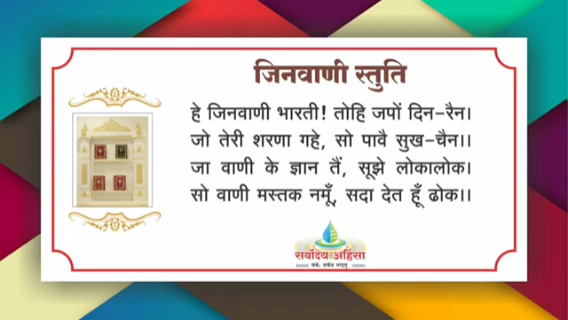 जिनवाणी स्तुति
हे जिनवाणी भारती! तोहि जपों दिन-रैन।
जो तेरी शरणा गहे, सो पावै सुख-चैन।।
जा वाणी के ज्ञान तैं, सूझे लोकालोक।
सो वाणी मस्तक नमूँ, सदा देत हूँ ढोक।।
सर्वोदय अहिंसा